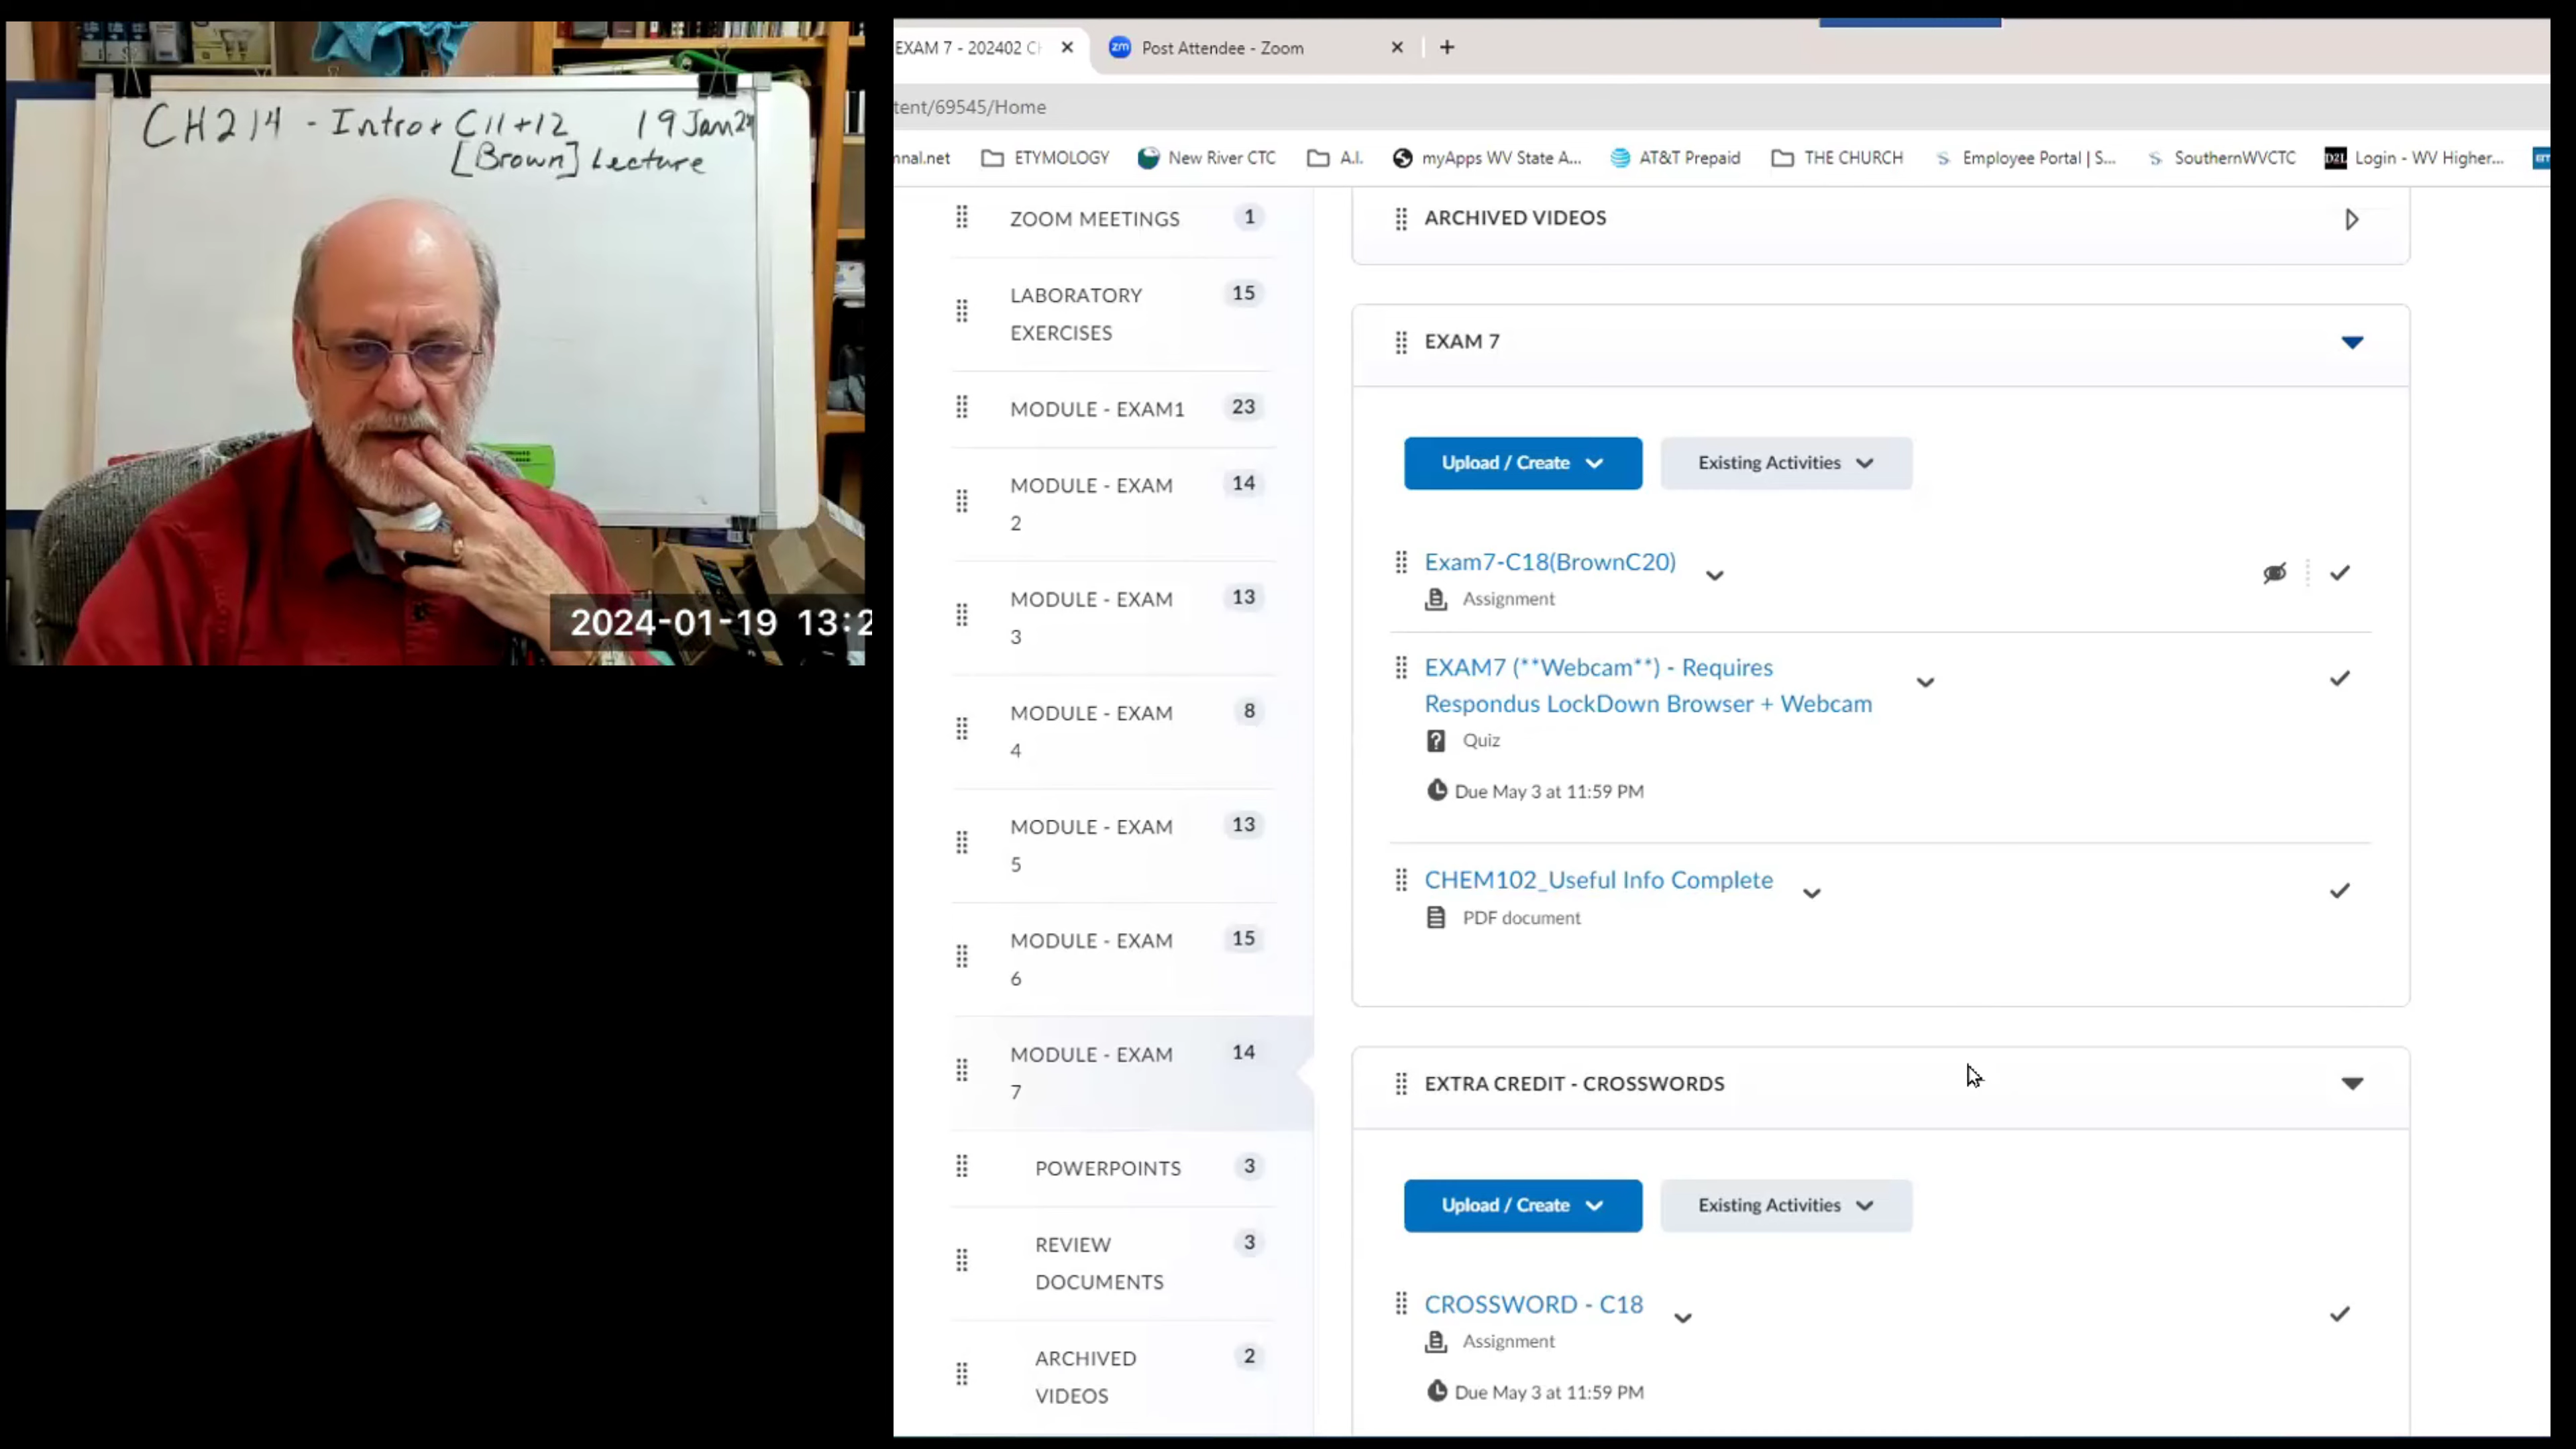 CH214 - Intro + C11+12 19 Jan 24
[Brown] Lecture
2024-01-19 13:2
EXAM 7 - 202402 CH
zm Post Attendee - Zoom
tent/69545/Home
mnal.net ETYMOLOGY New River CTC A.I. myApps WV State A... AT&T Prepaid THE CHURCH Employee Portal | S... SouthernWVCTC D2L Login - WV Higher...
ZOOM MEETINGS 1
LABORATORY 15
EXERCISES
MODULE - EXAM1 23
MODULE - EXAM 14
2
MODULE - EXAM 13
3
MODULE - EXAM 8
4
MODULE - EXAM 13
5
MODULE - EXAM 15
6
MODULE - EXAM 14
7
POWERPOINTS 3
REVIEW 3
DOCUMENTS
ARCHIVED 2
VIDEOS
ARCHIVED VIDEOS
EXAM 7
Upload / Create Existing Activities
Exam7-C18(BrownC20)
Assignment
EXAM7 (**Webcam**) - Requires
Respondus LockDown Browser + Webcam
Quiz
Due May 3 at 11:59 PM
CHEM102_Useful Info Complete
PDF document
EXTRA CREDIT - CROSSWORDS
Upload / Create Existing Activities
CROSSWORD - C18
Assignment
Due May 3 at 11:59 PM